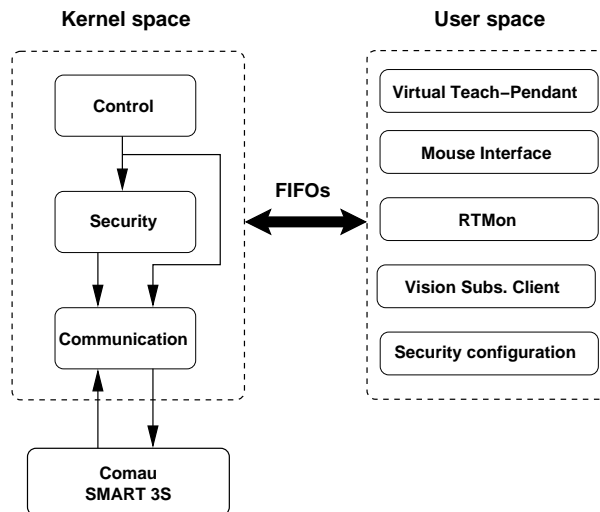 Kernel space
User space
Control
Security
Communication
Comau
SMART 3S
FIFOs
Virtual Teach−Pendant
Mouse Interface
RTMon
Vision Subs. Client
Security configuration